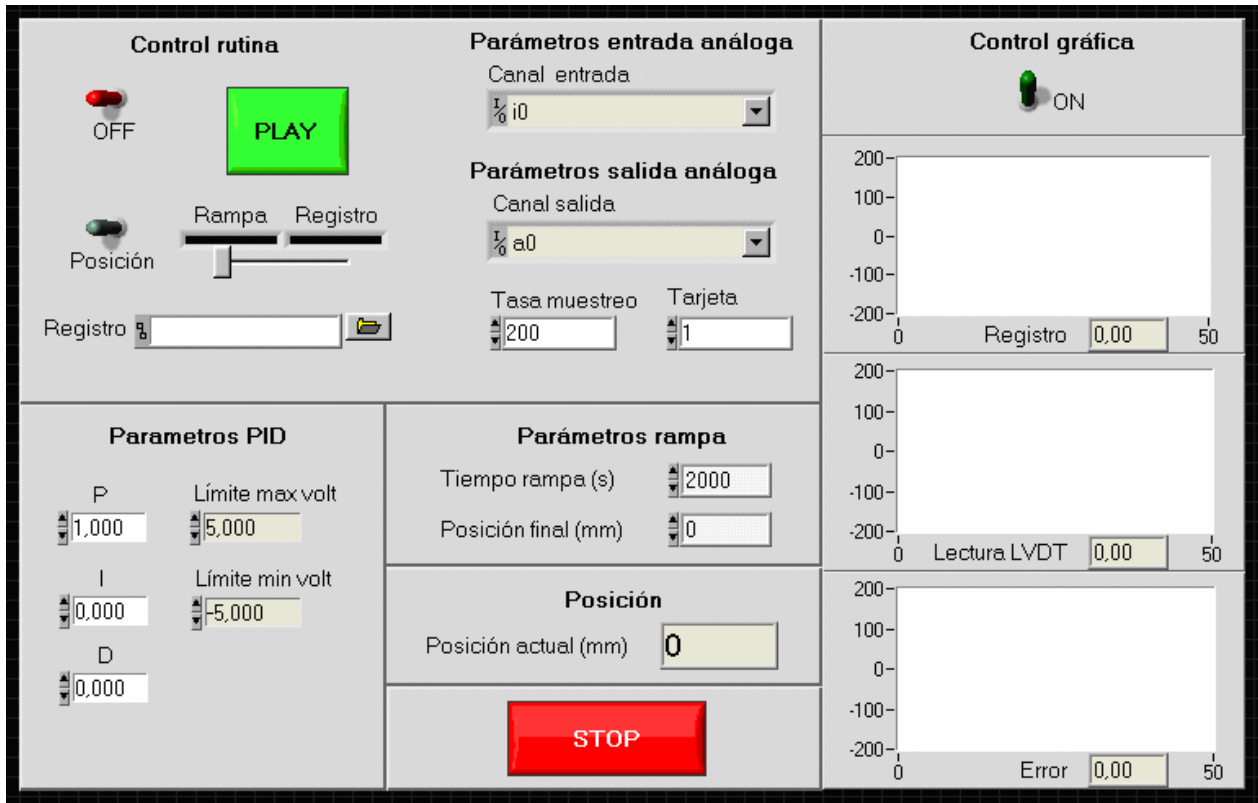 Control rutina
OFF
PLAY
Posición
Rampa
Registro
Registro
Parámetros entrada análoga
Canal entrada
I/O i0
Parámetros salida análoga
Canal salida
I/O a0
Tasa muestreo
200
Tarjeta
1
Control gráfica
ON
200
100
0
-100
-200
0
Registro 0,00
50
200
100
0
-100
-200
0
Lectura LVDT 0,00
50
200
100
0
-100
-200
0
Error 0,00
50
Parametros PID
P
1,000
Límite max volt
5,000
I
0,000
Límite min volt
-5,000
D
0,000
Parámetros rampa
Tiempo rampa (s) 2000
Posición final (mm) 0
Posición
Posición actual (mm) 0
STOP